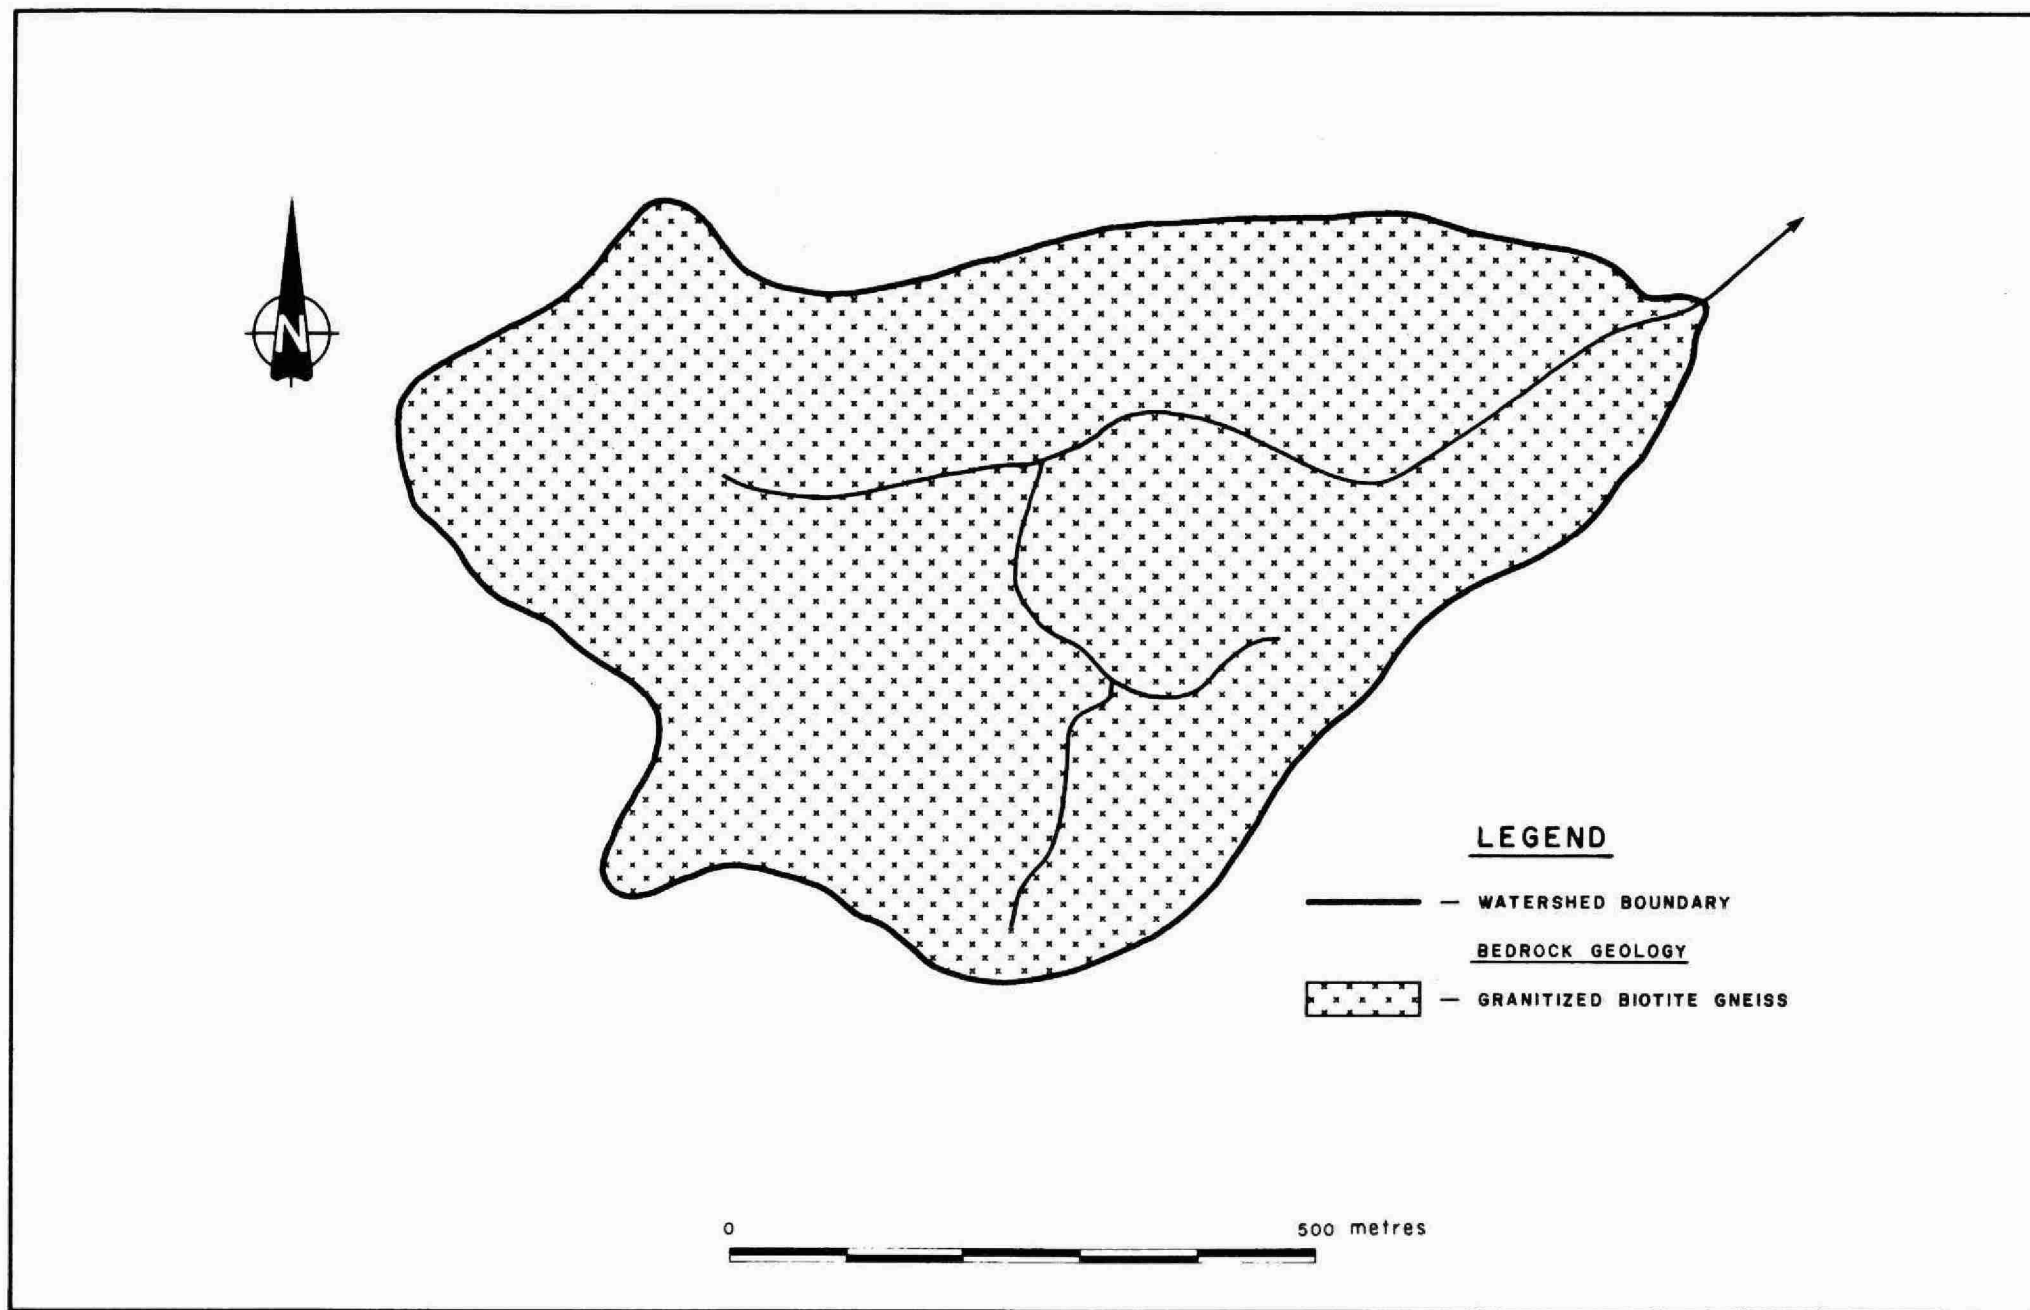 N
LEGEND
— WATERSHED BOUNDARY
BEDROCK GEOLOGY
— GRANITIZED BIOTITE GNEISS
0 500 metres